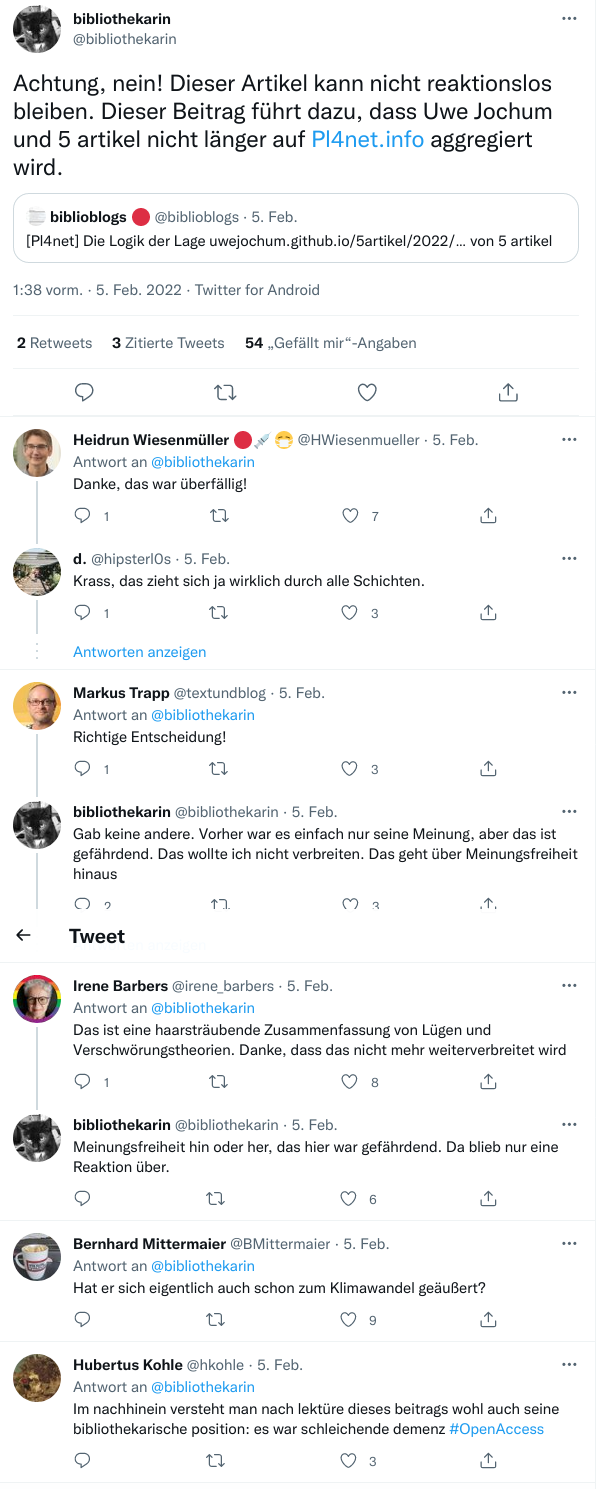 bibliothekarin
@bibliothekarin
Achtung, nein! Dieser Artikel kann nicht reaktionslos
bleiben. Dieser Beitrag führt dazu, dass Uwe Jochum
und 5 artikel nicht länger auf Pl4net.info aggregiert
wird.
biblioblogs 🔴 @biblioblogs · 5. Feb.
[Pl4net] Die Logik der Lage uwejochum.github.io/5artikel/2022/… von 5 artikel
1:38 vorm. · 5. Feb. 2022 · Twitter for Android
2 Retweets 3 Zitierte Tweets 54 „Gefällt mir“-Angaben
Heidrun Wiesenmüller 🔴💉😷 @HWiesenmueller · 5. Feb.
Antwort an @bibliothekarin
Danke, das war überfällig!
1 7
d. @hipsterl0s · 5. Feb.
Krass, das zieht sich ja wirklich durch alle Schichten.
1 3
Antworten anzeigen
Markus Trapp @textundblog · 5. Feb.
Antwort an @bibliothekarin
Richtige Entscheidung!
1 3
bibliothekarin @bibliothekarin · 5. Feb.
Gab keine andere. Vorher war es einfach nur seine Meinung, aber das ist
gefährdend. Das wollte ich nicht verbreiten. Das geht über Meinungsfreiheit
hinaus
2 3
Tweet
Irene Barbers @irene_barbers · 5. Feb.
Antwort an @bibliothekarin
Das ist eine haarsträubende Zusammenfassung von Lügen und
Verschwörungstheorien. Danke, dass das nicht mehr weiterverbreitet wird
1 8
bibliothekarin @bibliothekarin · 5. Feb.
Meinungsfreiheit hin oder her, das hier war gefährdend. Da blieb nur eine
Reaktion über.
6
Bernhard Mittermaier @BMittermaier · 5. Feb.
Antwort an @bibliothekarin
Hat er sich eigentlich auch schon zum Klimawandel geäußert?
9
Hubertus Kohle @hkohle · 5. Feb.
Antwort an @bibliothekarin
Im nachhinein versteht man nach lektüre dieses beitrags wohl auch seine
bibliothekarische position: es war schleichende demenz #OpenAccess
3